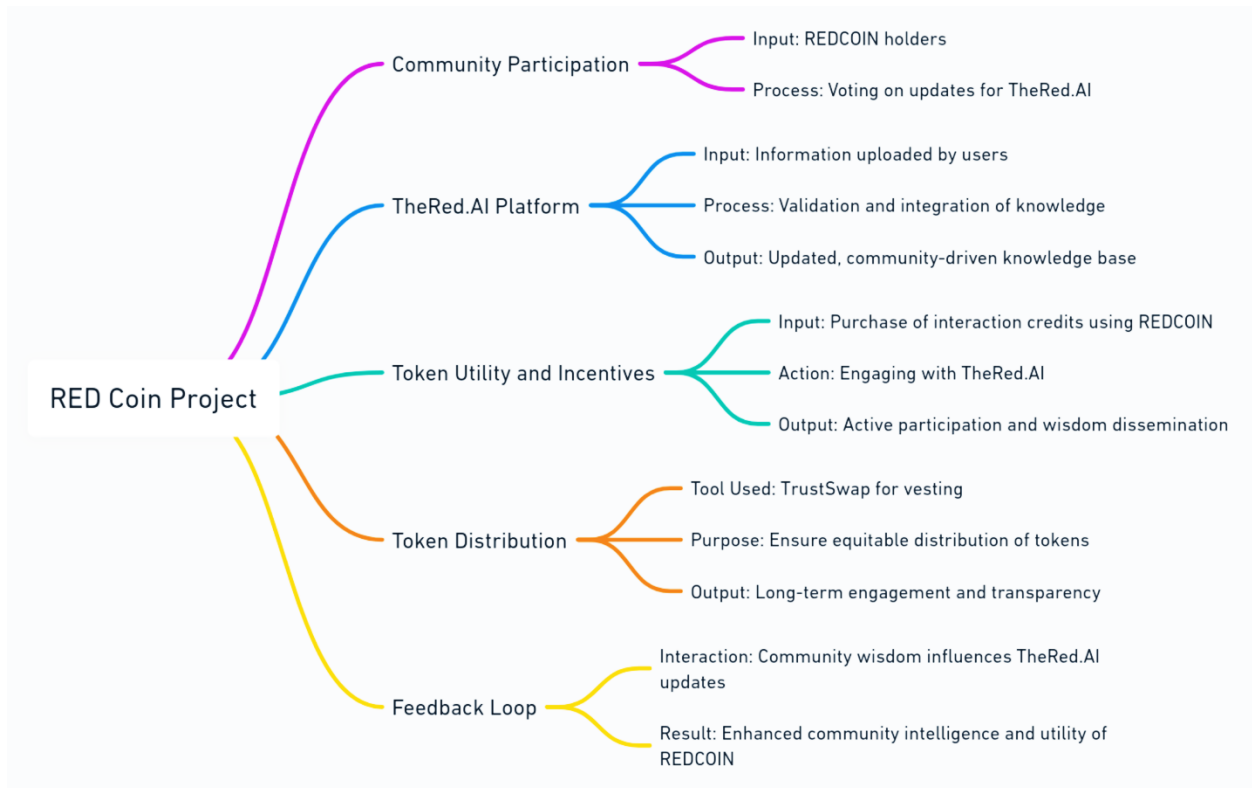 Community Participation
Input: REDCOIN holders
Process: Voting on updates for TheRed.AI
TheRed.AI Platform
Input: Information uploaded by users
Process: Validation and integration of knowledge
Output: Updated, community-driven knowledge base
RED Coin Project
Token Utility and Incentives
Input: Purchase of interaction credits using REDCOIN
Action: Engaging with TheRed.AI
Output: Active participation and wisdom dissemination
Token Distribution
Tool Used: TrustSwap for vesting
Purpose: Ensure equitable distribution of tokens
Output: Long-term engagement and transparency
Feedback Loop
Interaction: Community wisdom influences TheRed.AI
updates
Result: Enhanced community intelligence and utility of
REDCOIN